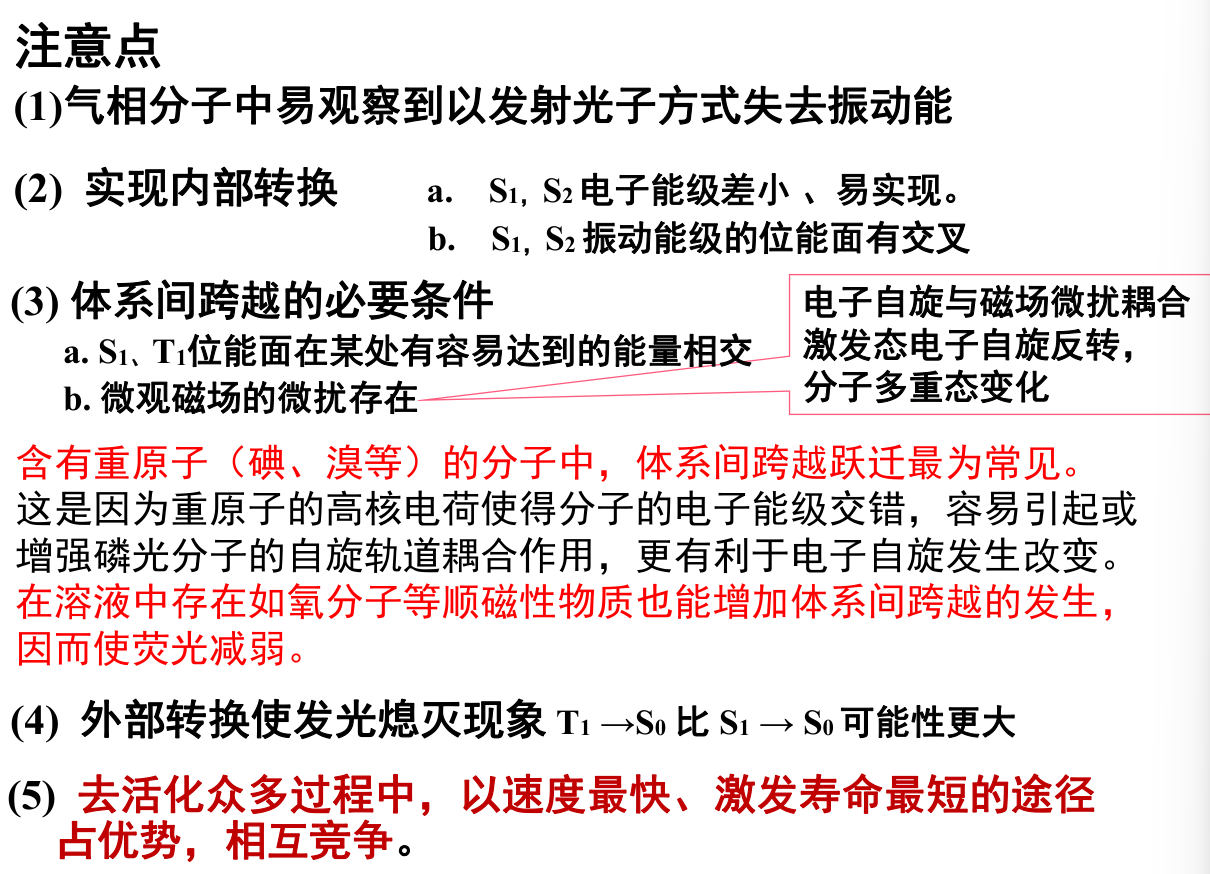 注意点
(1)气相分子中易观察到以发射光子方式失去振动能
(2) 实现内部转换
a. S1, S2 电子能级差小 、易实现。
b. S1, S2 振动能级的位能面有交叉
(3) 体系间跨越的必要条件
a. S1、T1位能面在某处有容易达到的能量相交
b. 微观磁场的微扰存在
电子自旋与磁场微扰耦合
激发态电子自旋反转，
分子多重态变化
含有重原子（碘、溴等）的分子中，体系间跨越跃迁最为常见。
这是因为重原子的高核电荷使得分子的电子能级交错，容易引起或
增强磷光分子的自旋轨道耦合作用，更有利于电子自旋发生改变。
在溶液中存在如氧分子等顺磁性物质也能增加体系间跨越的发生，
因而使荧光减弱。
(4) 外部转换使发光熄灭现象 T1 →S0 比 S1 → S0 可能性更大
(5) 去活化众多过程中，以速度最快、激发寿命最短的途径
占优势，相互竞争。